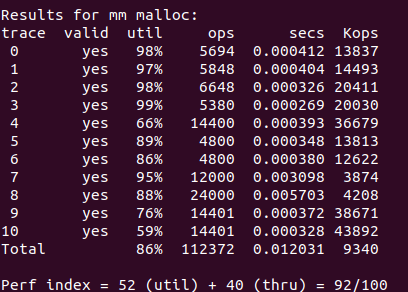 Results for mm malloc:
trace valid util ops secs Kops
0 yes 98% 5694 0.000412 13837
1 yes 97% 5848 0.000404 14493
2 yes 98% 6648 0.000326 20411
3 yes 99% 5380 0.000269 20030
4 yes 66% 14400 0.000393 36679
5 yes 89% 4800 0.000348 13813
6 yes 86% 4800 0.000380 12622
7 yes 95% 12000 0.003098 3874
8 yes 88% 24000 0.005703 4208
9 yes 76% 14401 0.000372 38671
10 yes 59% 14401 0.000328 43892
Total 86% 112372 0.012031 9340
Perf index = 52 (util) + 40 (thru) = 92/100